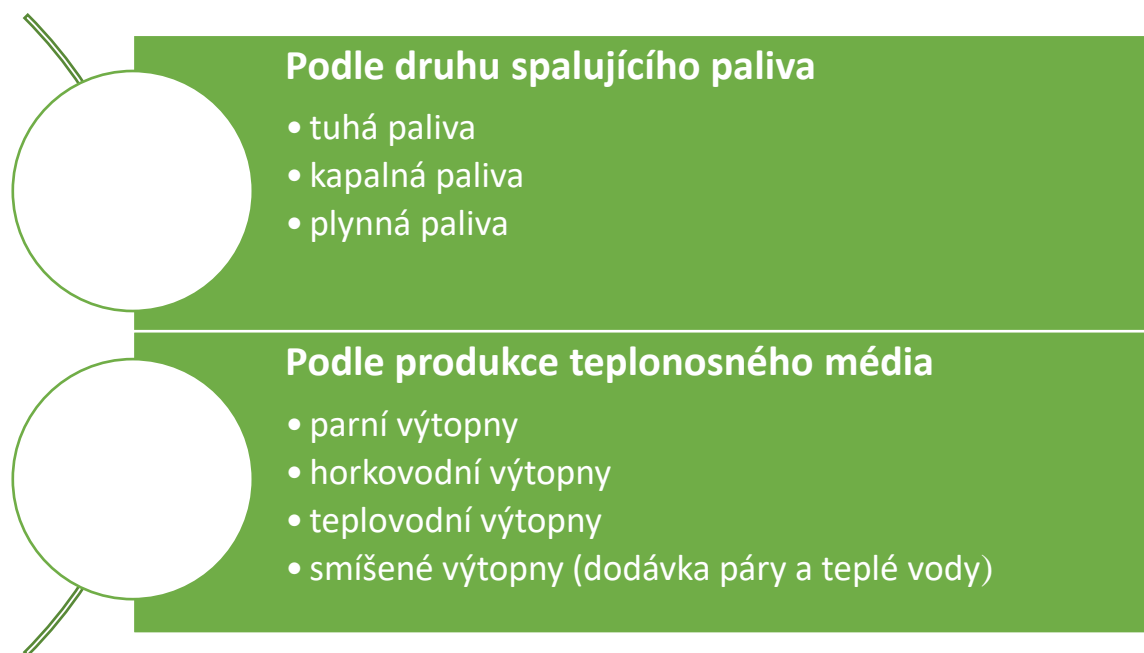 Podle druhu spalujícího paliva
• tuhá paliva
• kapalná paliva
• plynná paliva
Podle produkce teplonosného média
• parní výtopny
• horkovodní výtopny
• teplovodní výtopny
• smíšené výtopny (dodávka páry a teplé vody)